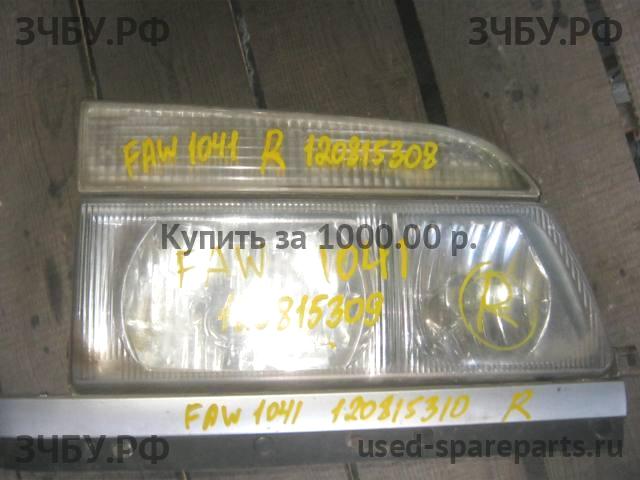 ЗЧБУ.РФ ЗЧБУ.РФ
FAW 1041 R 120815308
Купить за 1000.00 р.
FAW 1041
120815309
R
FAW 1041 120815310 R
ЗЧБУ.РФ used-spareparts.ru